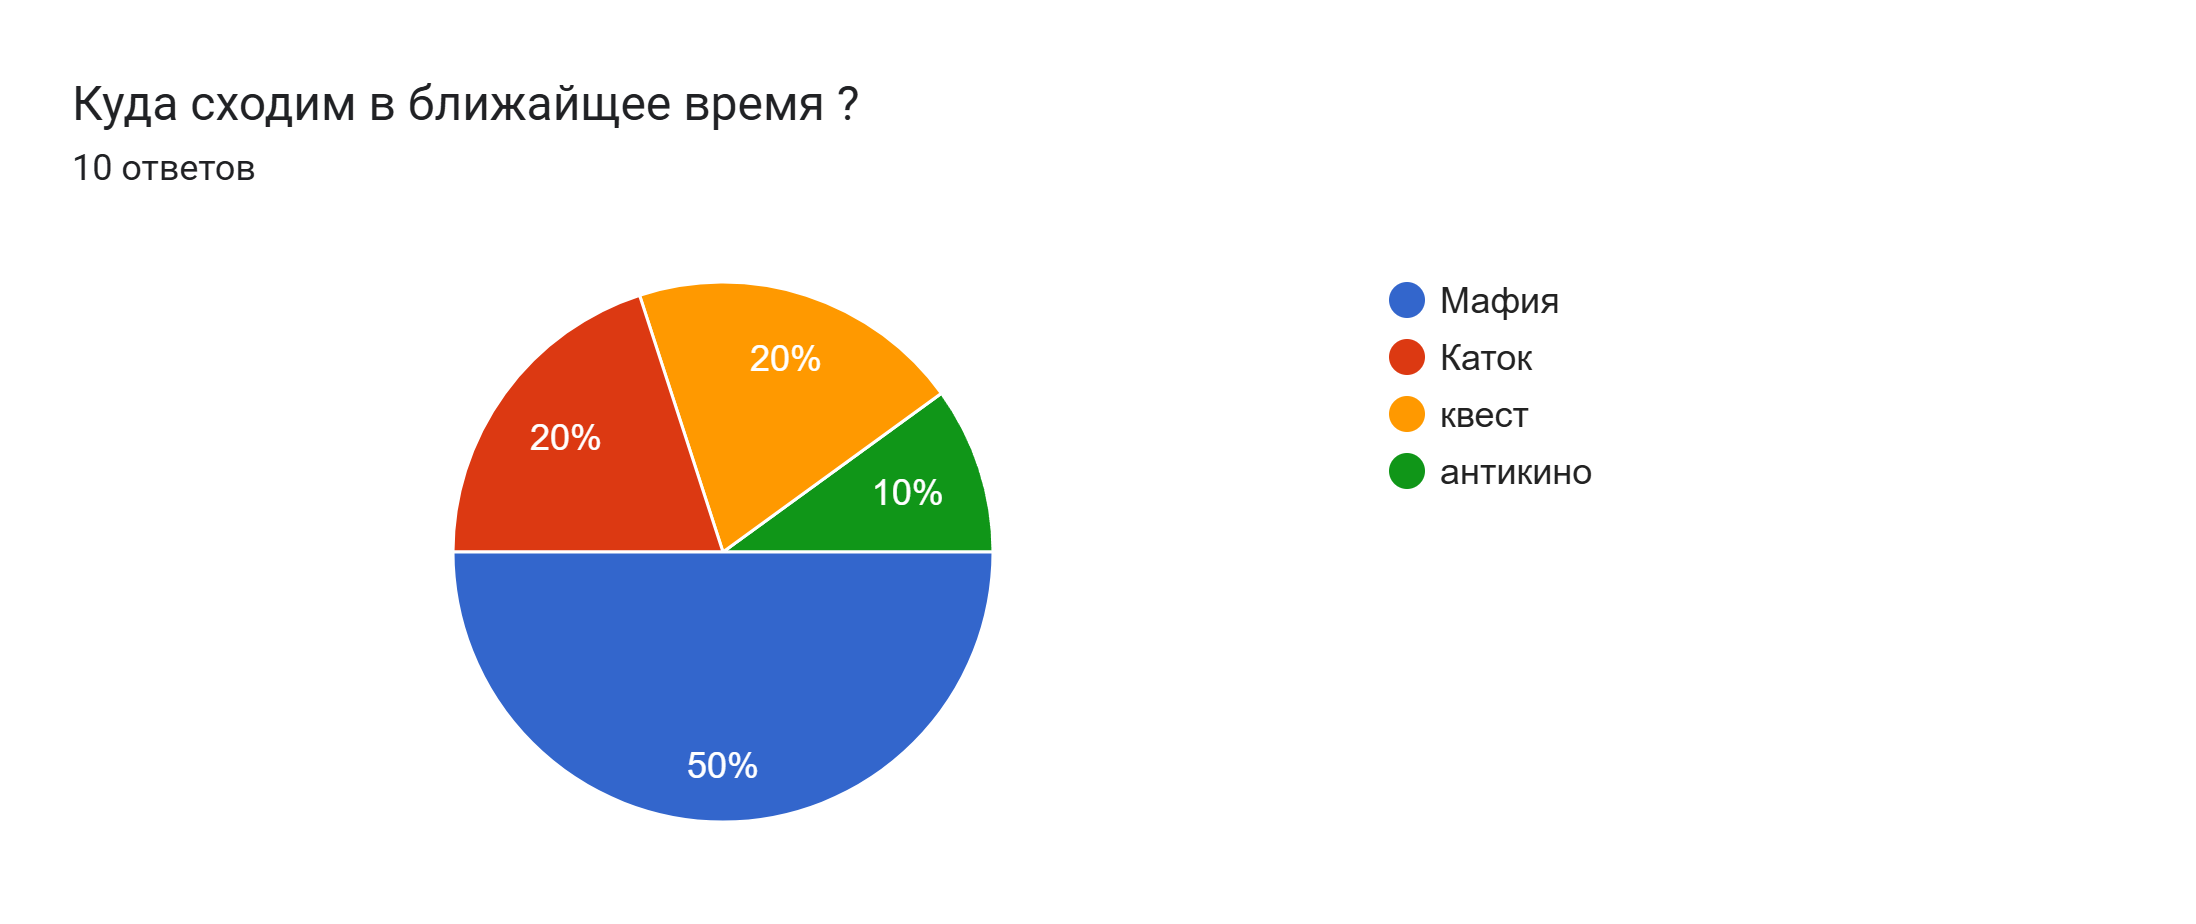 Куда сходим в ближайщее время ?
10 ответов
20%
20%
10%
50%
Мафия
Каток
квест
антикино